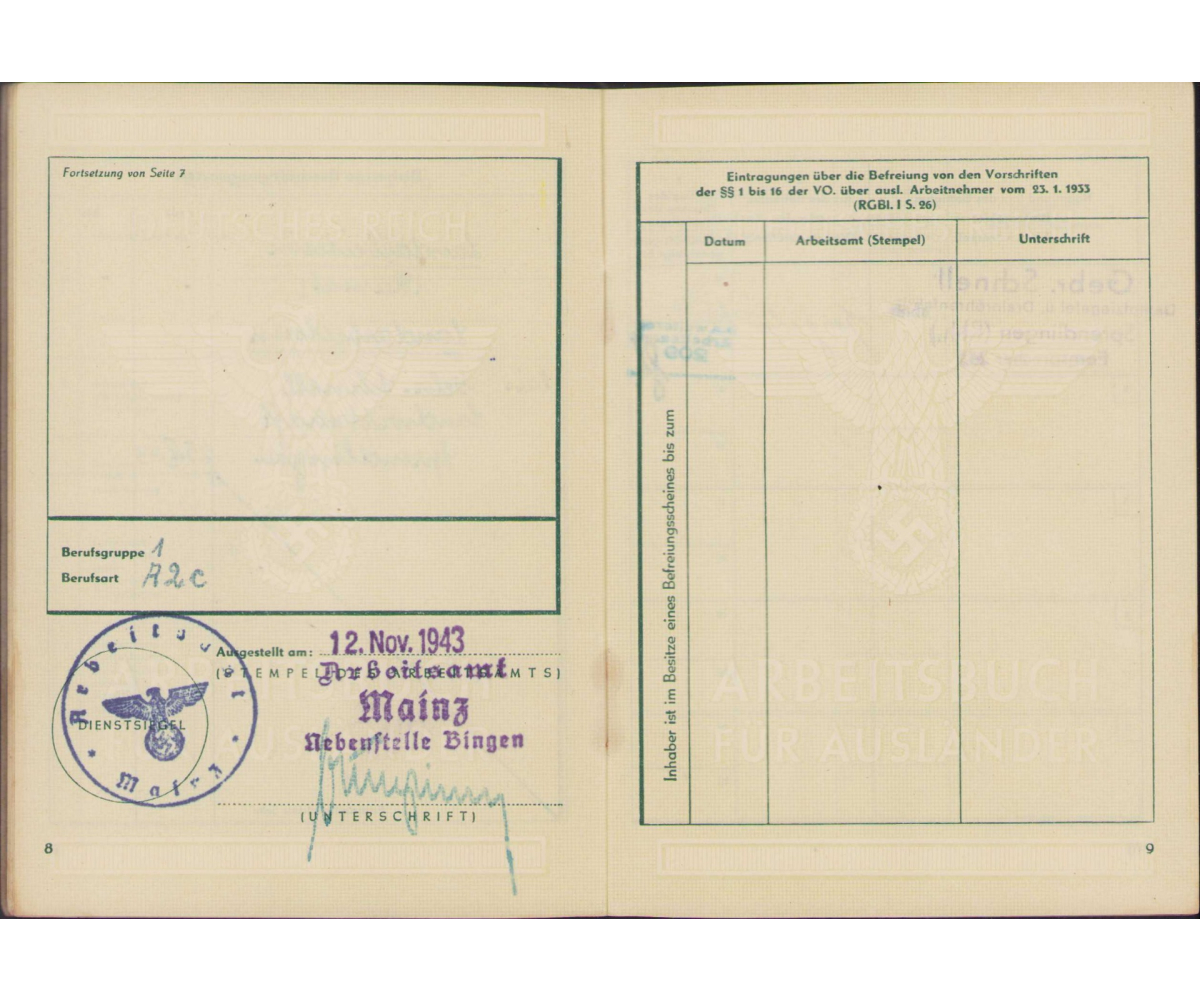 Fortsetzung von Seite 7
Berufsgruppe 1
Berufsart A2c
Arbeitsamt
Mainz
DIENSTSIEGEL
Ausgestellt am: 12. Nov. 1943
(STEMPEL DES ARBEITSAMTS)
Arbeitsamt
Mainz
Nebenstelle Bingen
(UNTERSCHRIFT)
8
Eintragungen über die Befreiung von den Vorschriften
der §§ 1 bis 16 der VO. über ausl. Arbeitnehmer vom 23. 1. 1933
(RGBl. I S. 26)
Inhaber ist im Besitze eines Befreiungsscheines bis zum
Datum
Arbeitsamt (Stempel)
Unterschrift
ARBEITSBUCH
FÜR AUSLÄNDER
9